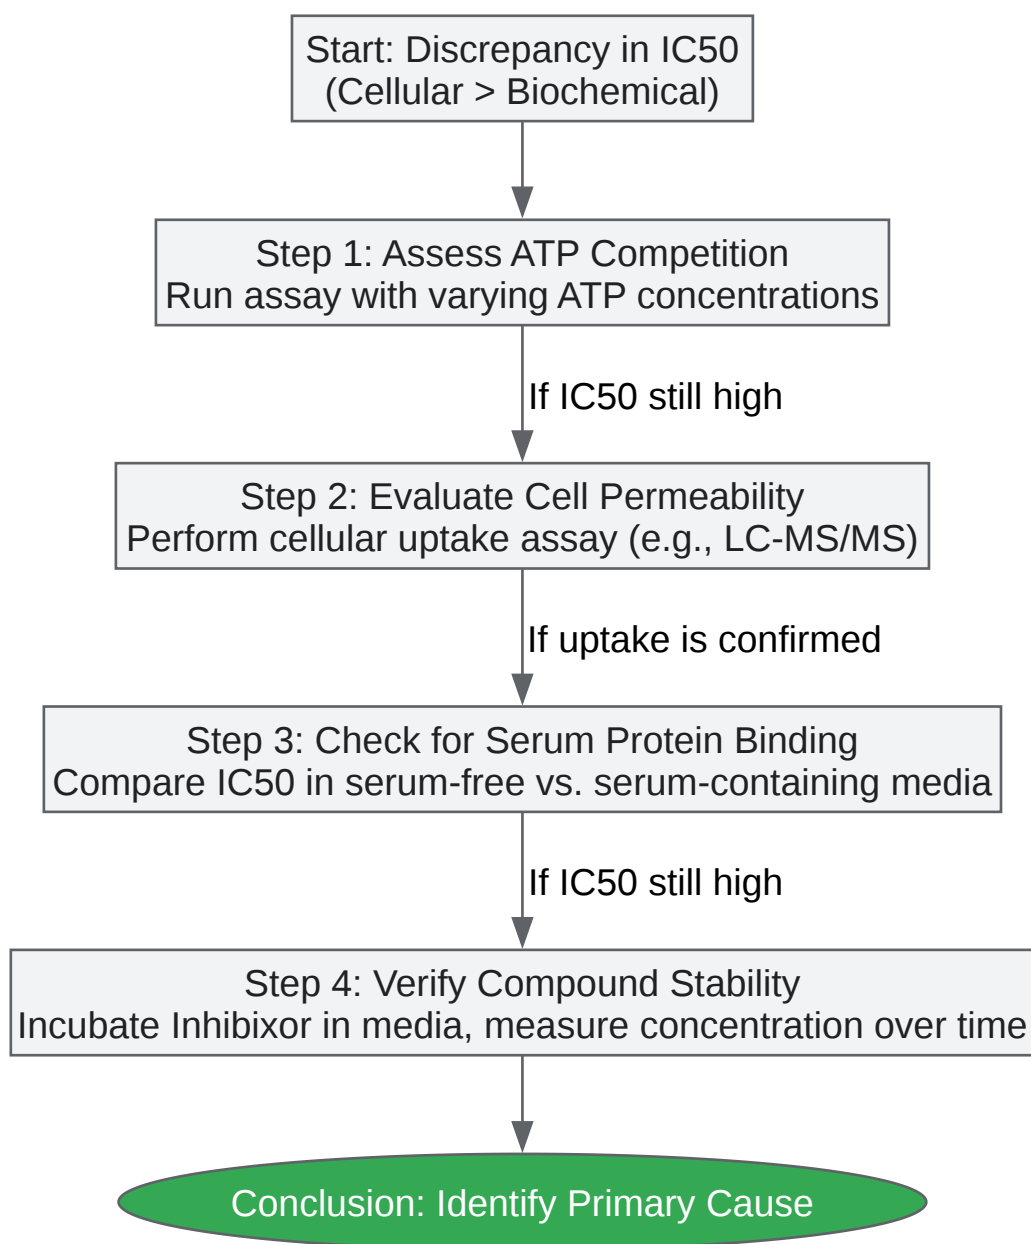 Start: Discrepancy in IC50
(Cellular > Biochemical)
Step 1: Assess ATP Competition
Run assay with varying ATP concentrations
If IC50 still high
Step 2: Evaluate Cell Permeability
Perform cellular uptake assay (e.g., LC-MS/MS)
If uptake is confirmed
Step 3: Check for Serum Protein Binding
Compare IC50 in serum-free vs. serum-containing media
If IC50 still high
Step 4: Verify Compound Stability
Incubate Inhibixor in media, measure concentration over time
Conclusion: Identify Primary Cause